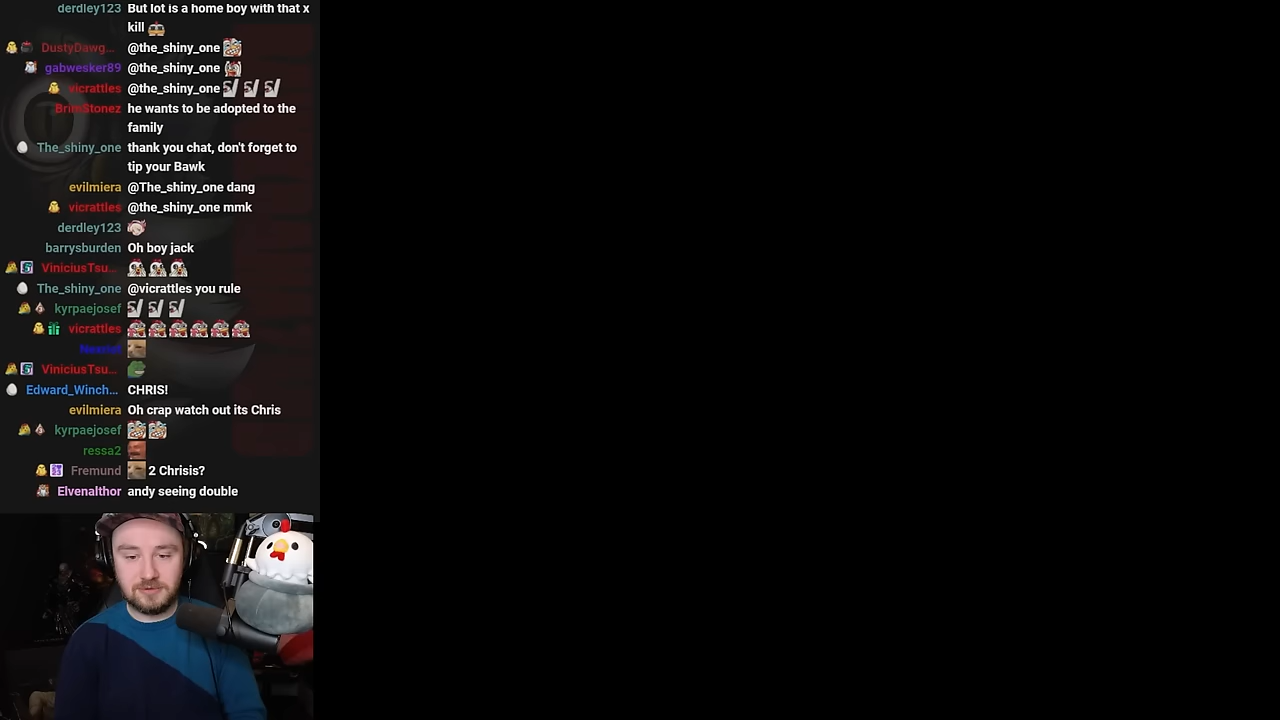 derdley123 But lot is a home boy with that x
kill
DustyDawg... @the_shiny_one
gabwesker89 @the_shiny_one
vicrattles @the_shiny_one
BrimStonez he wants to be adopted to the
family
The_shiny_one thank you chat, don't forget to
tip your Bawk
evilmiera @The_shiny_one dang
vicrattles @the_shiny_one mmk
derdley123
barrysburden Oh boy jack
ViniciusTsu...
The_shiny_one @vicrattles you rule
kyrpaejosef
vicrattles
ViniciusTsu...
Edward_Winch... CHRIS!
evilmiera Oh crap watch out its Chris
kyrpaejosef
ressa2
Fremund 2 Chrisis?
Elvenalthor andy seeing double